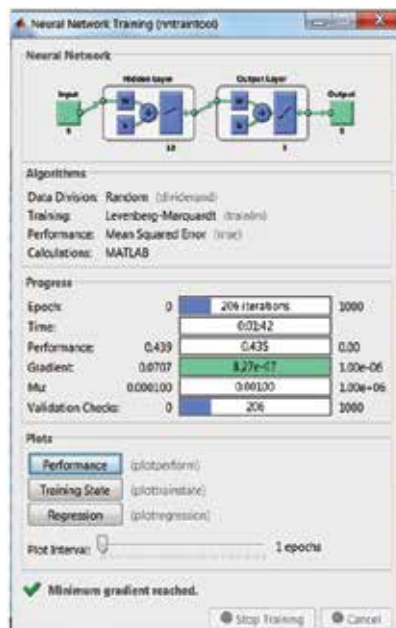 Neural Network Training (nntraintool)
Neural Network
Hidden Layer
Output Layer
Input
Output
W
b
W
b
12
Algorithms
Data Division: Random (dividerand)
Training: Levenberg-Marquardt (trainlm)
Performance: Mean Squared Error (mse)
Calculations: MATLAB
Progress
Epoch: 0 206 iterations 1000
Time: 0:01:42
Performance: 0.439 0.435 0.00
Gradient: 0.0707 8.27e-07 1.00e-06
Mu: 0.000100 0.00100 1.00e+06
Validation Checks: 0 206 1000
Plots
Performance (plotperform)
Training State (plottrainstate)
Regression (plotregression)
Plot Interval: 1 epochs
Minimum gradient reached.
Stop Training Cancel